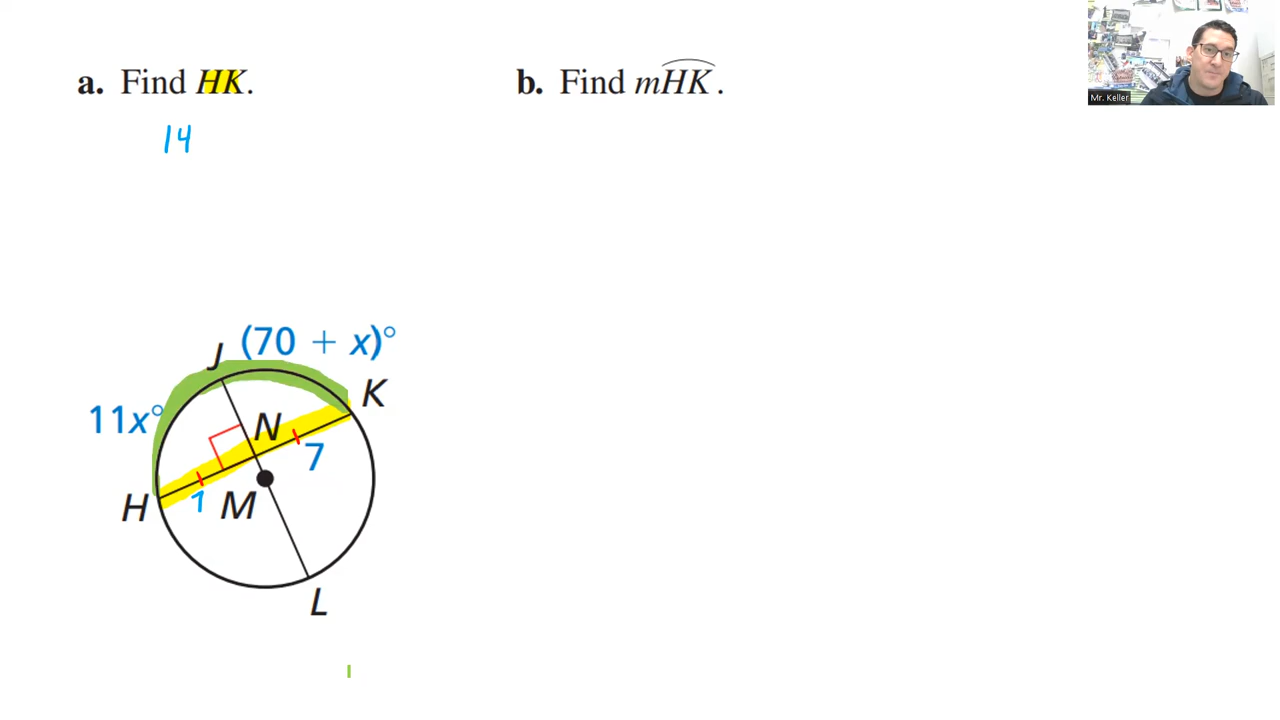 a. Find HK.
b. Find mHK.
14
Mr. Keller
J (70 + x)°
K
11x°
N
7
H
1
M
L